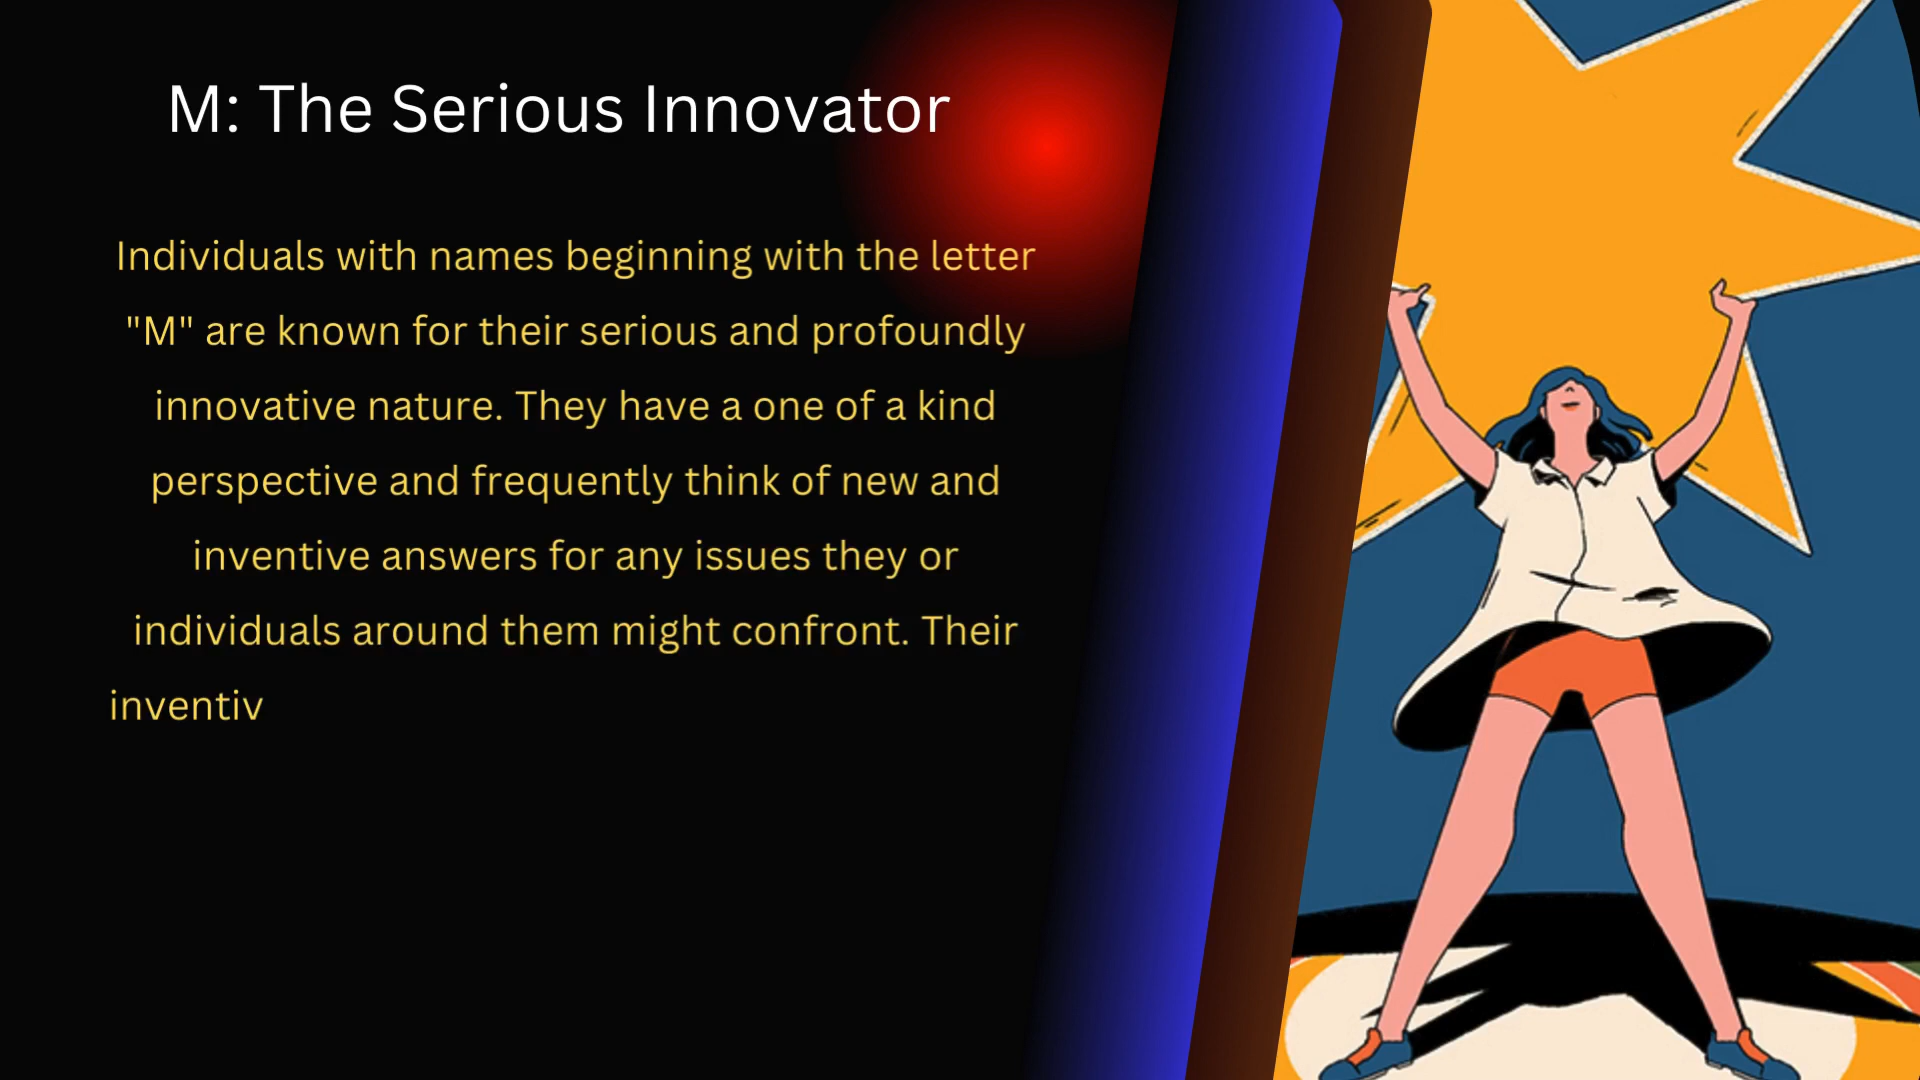 M: The Serious Innovator
Individuals with names beginning with the letter
"M" are known for their serious and profoundly
innovative nature. They have a one of a kind
perspective and frequently think of new and
inventive answers for any issues they or
individuals around them might confront. Their
inventiv